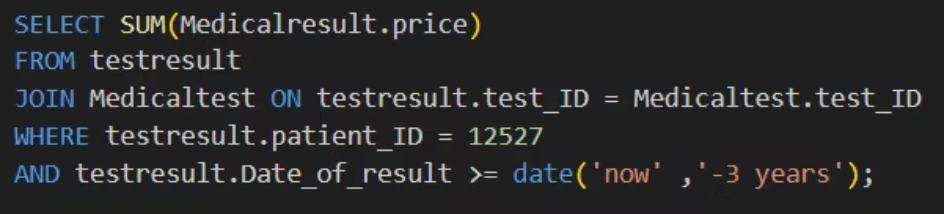 SELECT SUM(Medicalresult.price)
FROM testresult
JOIN Medicaltest ON testresult.test_ID = Medicaltest.test_ID
WHERE testresult.patient_ID = 12527
AND testresult.Date_of_result >= date('now' ,'-3 years');